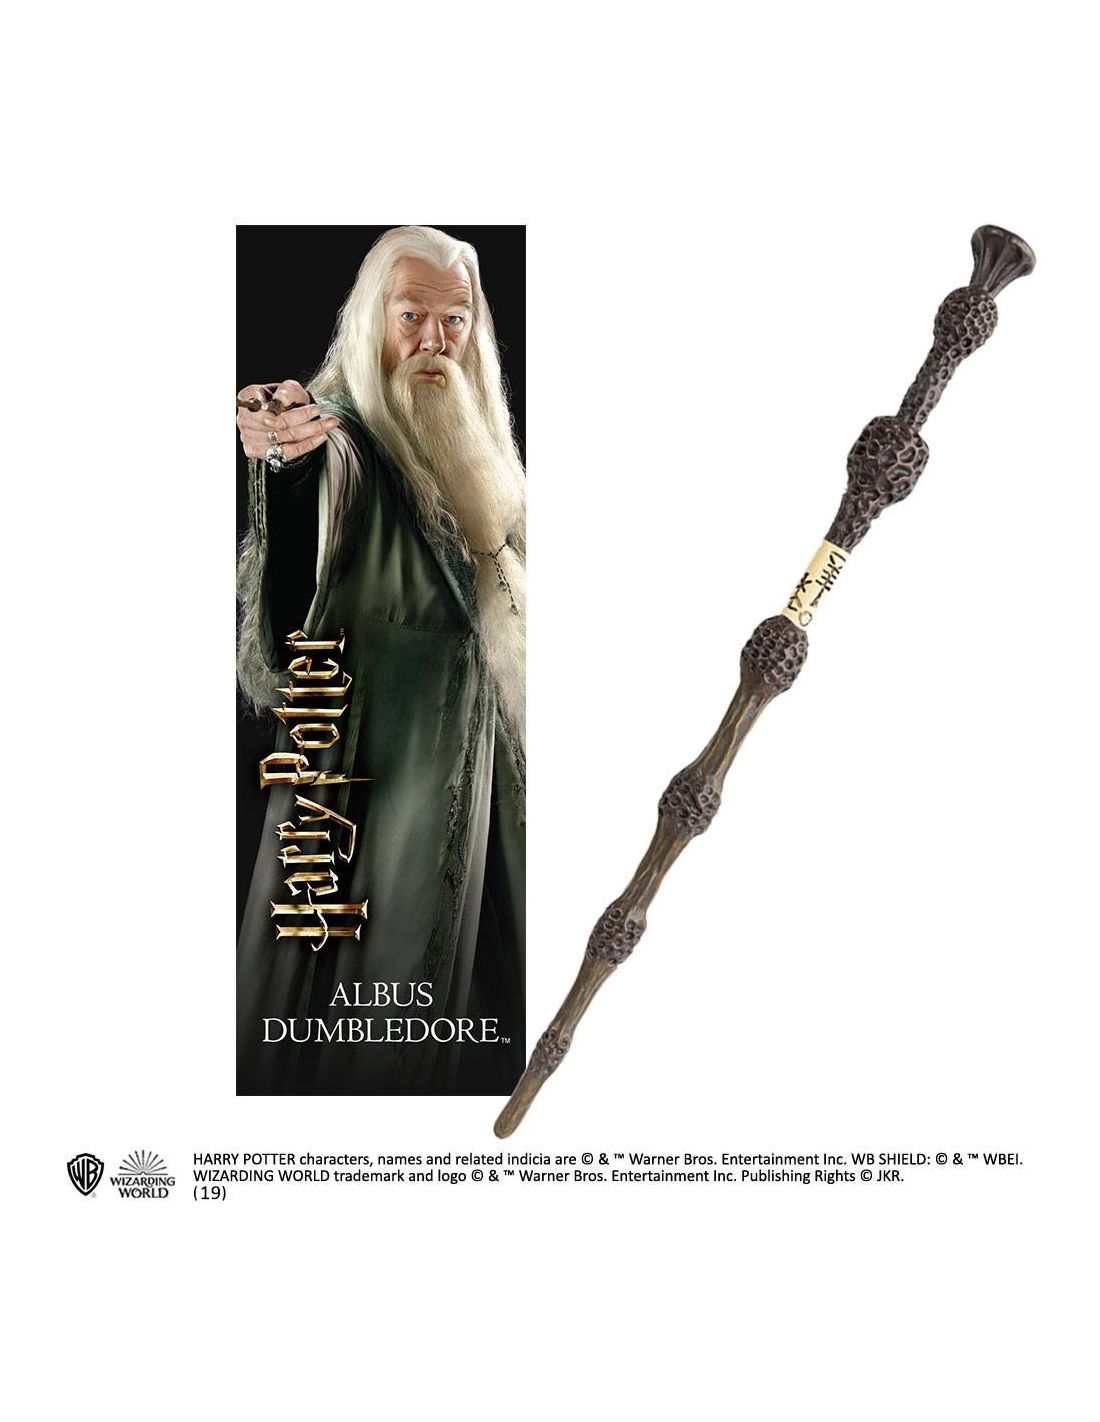 Harry Potter
ALBUS
DUMBLEDORE™
WB
WIZARDING
WORLD
HARRY POTTER characters, names and related indicia are © & ™ Warner Bros. Entertainment Inc. WB SHIELD: © & ™ WBEI.
WIZARDING WORLD trademark and logo © & ™ Warner Bros. Entertainment Inc. Publishing Rights © JKR.
(19)